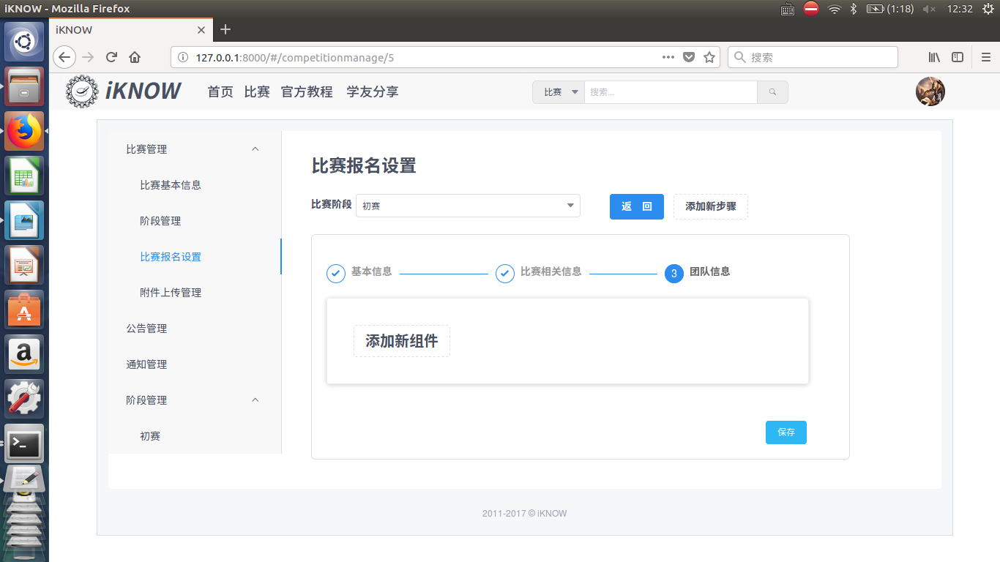 iKNOW - Mozilla Firefox
(1:18)
12:32
iKNOW
127.0.0.1:8000/#/competitionmanage/5
搜索
iKNOW
首页 比赛 官方教程 学友分享
比赛
搜索...
比赛管理
比赛基本信息
阶段管理
比赛报名设置
附件上传管理
公告管理
通知管理
阶段管理
初赛
比赛报名设置
比赛阶段
初赛
返 回
添加新步骤
基本信息
比赛相关信息
3
团队信息
添加新组件
保存
2011-2017 © iKNOW